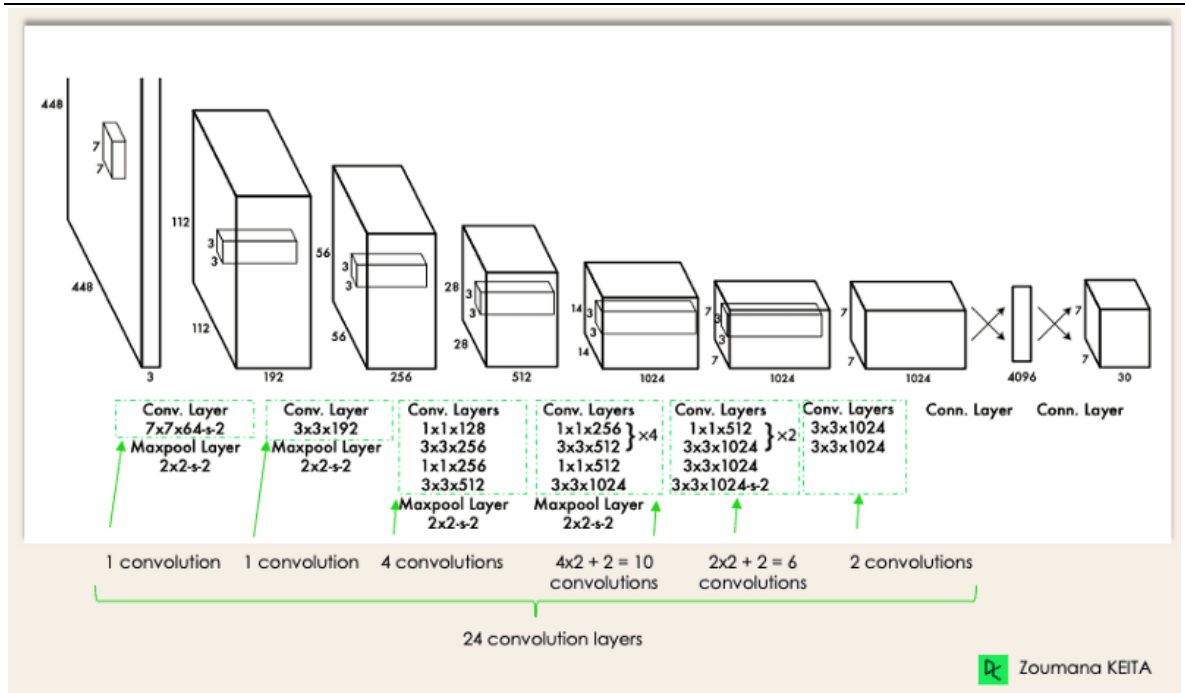 448
7
7
448
3
112
3
3
112
192
56
3
3
56
256
28
3
3
28
512
14
3
3
14
1024
7
3
3
7
1024
7
7
1024
4096
7
7
30
Conv. Layer
7x7x64-s-2
Maxpool Layer
2x2-s-2
Conv. Layer
3x3x192
Maxpool Layer
2x2-s-2
Conv. Layers
1x1x128
3x3x256
1x1x256
3x3x512
Maxpool Layer
2x2-s-2
Conv. Layers
1x1x256
3x3x512 } ×4
1x1x512
3x3x1024
Maxpool Layer
2x2-s-2
Conv. Layers
1x1x512
3x3x1024 } ×2
3x3x1024
3x3x1024-s-2
Conv. Layers
3x3x1024
3x3x1024
Conn. Layer
Conn. Layer
1 convolution
1 convolution
4 convolutions
4x2 + 2 = 10
convolutions
2x2 + 2 = 6
convolutions
2 convolutions
24 convolution layers
Zoumana KEITA